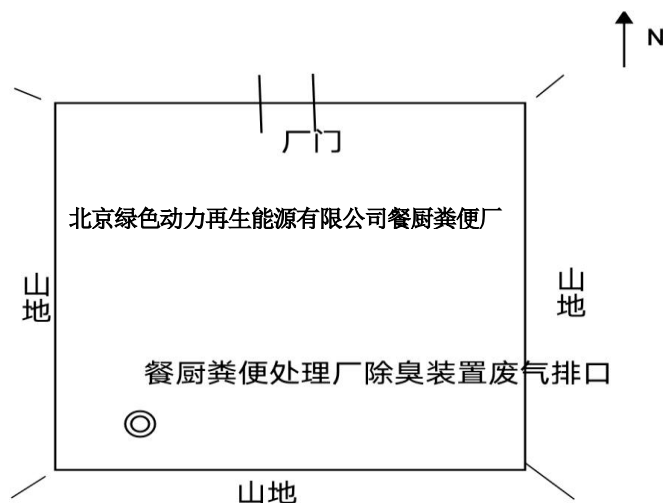 N
厂门
北京绿色动力再生能源有限公司餐厨粪便厂
山地
山地
餐厨粪便处理厂除臭装置废气排口
山地